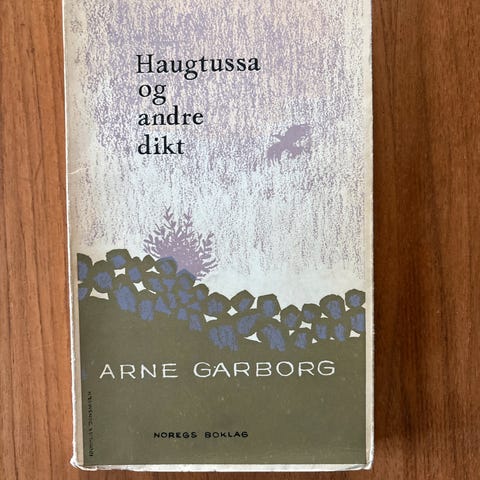 Haugtussa
og
andre
dikt
ARNE GARBORG
NOREGS BOKLAG